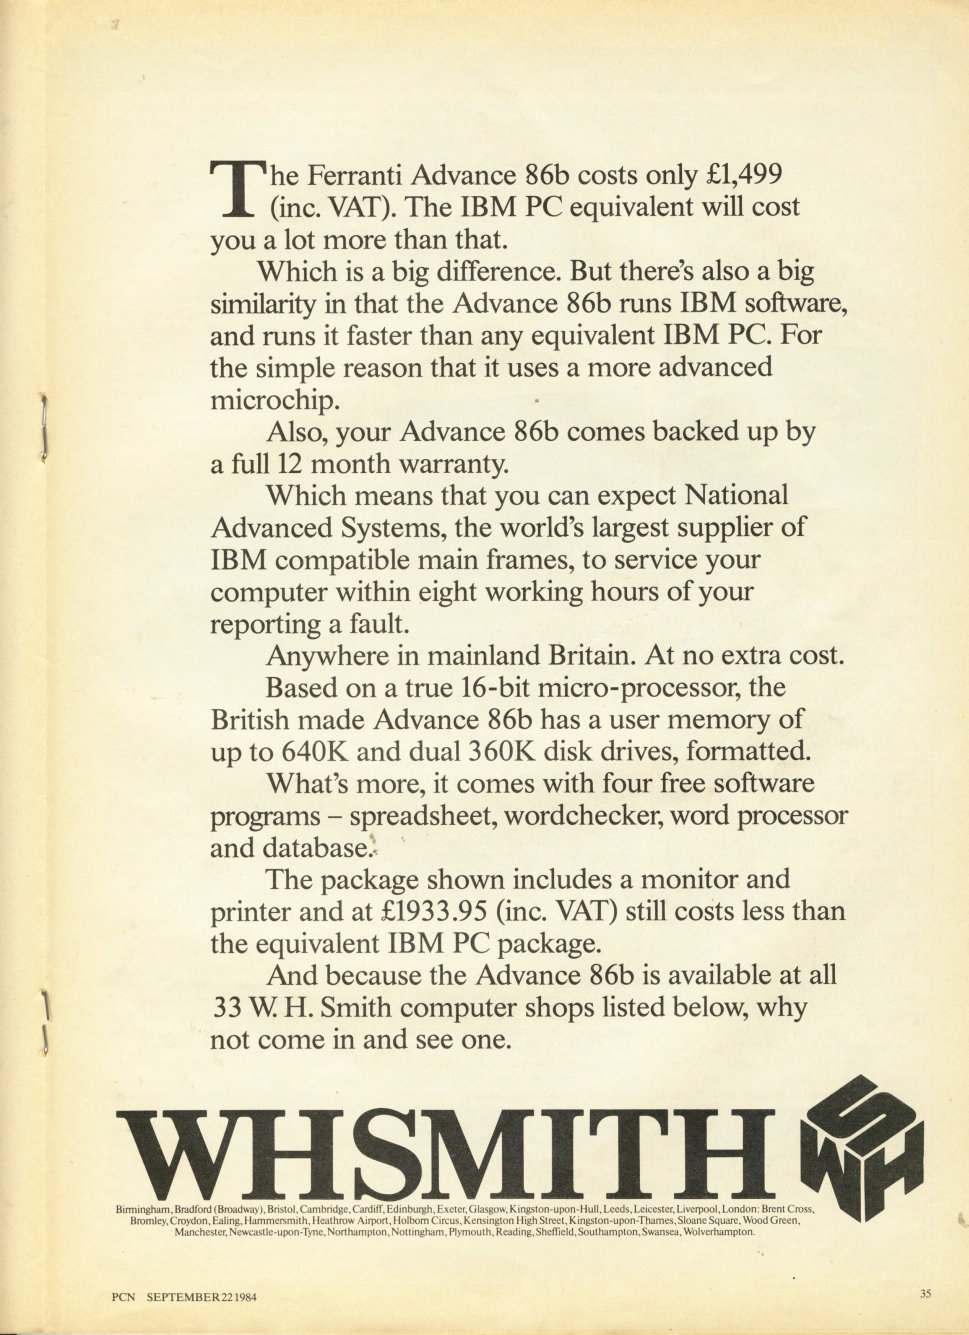 The Ferranti Advance 86b costs only £1,499
(inc. VAT). The IBM PC equivalent will cost
you a lot more than that.
Which is a big difference. But there's also a big
similarity in that the Advance 86b runs IBM software,
and runs it faster than any equivalent IBM PC. For
the simple reason that it uses a more advanced
microchip.
Also, your Advance 86b comes backed up by
a full 12 month warranty.
Which means that you can expect National
Advanced Systems, the world's largest supplier of
IBM compatible main frames, to service your
computer within eight working hours of your
reporting a fault.
Anywhere in mainland Britain. At no extra cost.
Based on a true 16-bit micro-processor, the
British made Advance 86b has a user memory of
up to 640K and dual 360K disk drives, formatted.
What's more, it comes with four free software
programs – spreadsheet, wordchecker, word processor
and database.
The package shown includes a monitor and
printer and at £1933.95 (inc. VAT) still costs less than
the equivalent IBM PC package.
And because the Advance 86b is available at all
33 W. H. Smith computer shops listed below, why
not come in and see one.
WHSMITH
WHS
Birmingham, Bradford (Broadway), Bristol, Cambridge, Cardiff, Edinburgh, Exeter, Glasgow, Kingston-upon-Hull, Leeds, Leicester, Liverpool, London: Brent Cross,
Bromley, Croydon, Ealing, Hammersmith, Heathrow Airport, Holborn Circus, Kensington High Street, Kingston-upon-Thames, Sloane Square, Wood Green,
Manchester, Newcastle-upon-Tyne, Northampton, Nottingham, Plymouth, Reading, Sheffield, Southampton, Swansea, Wolverhampton.
PCN SEPTEMBER 22 1984
35